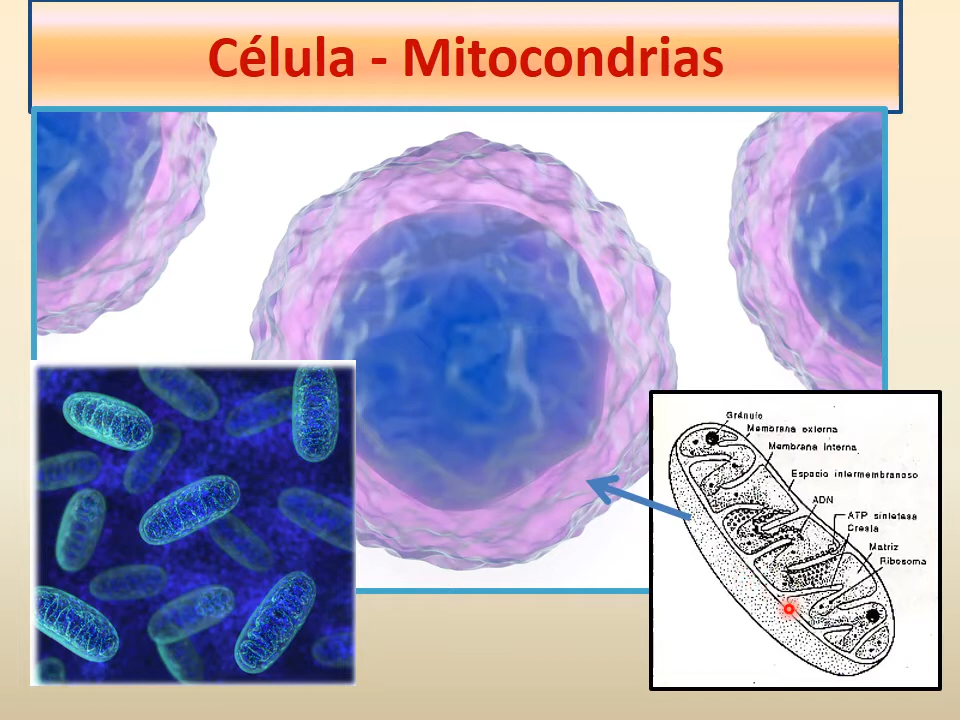 Célula - Mitocondrias
Gránulo
Membrana externa
Membrana interna
Espacio intermembranoso
ADN
ATP sintetasa
Cresta
Matriz
Ribosoma